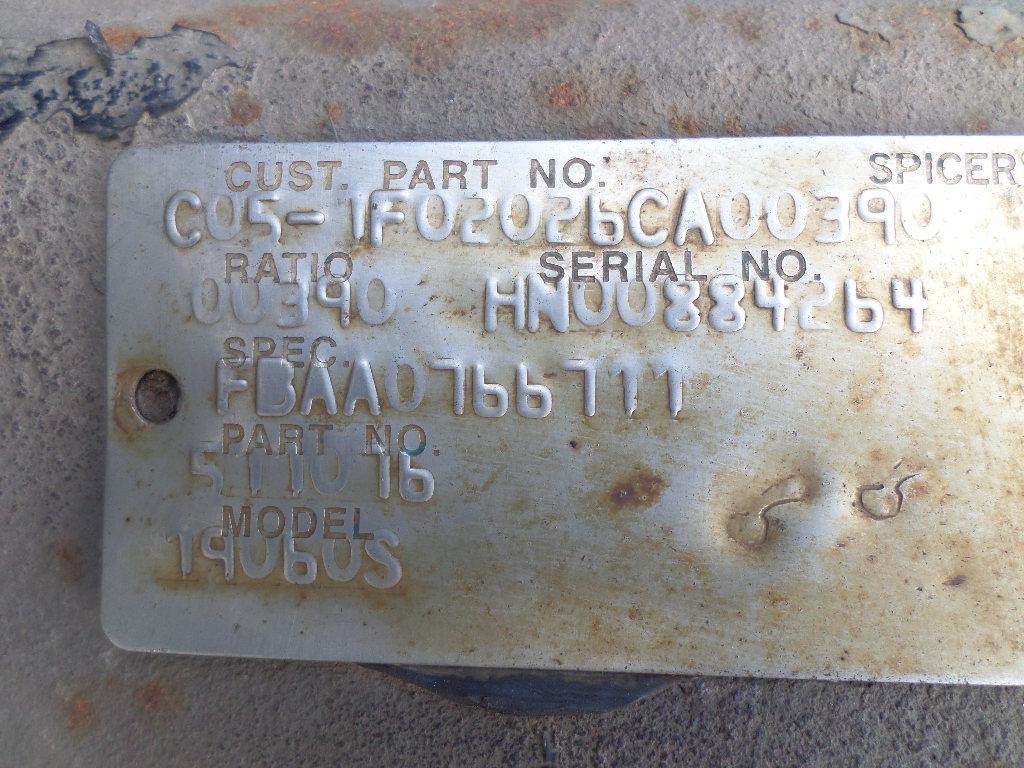 CUST. PART NO. SPICER
C05-1F02026CA00390
RATIO SERIAL NO.
00390 HN00884264
SPEC.
FBAA0766711
PART NO.
511076
MODEL
19060S